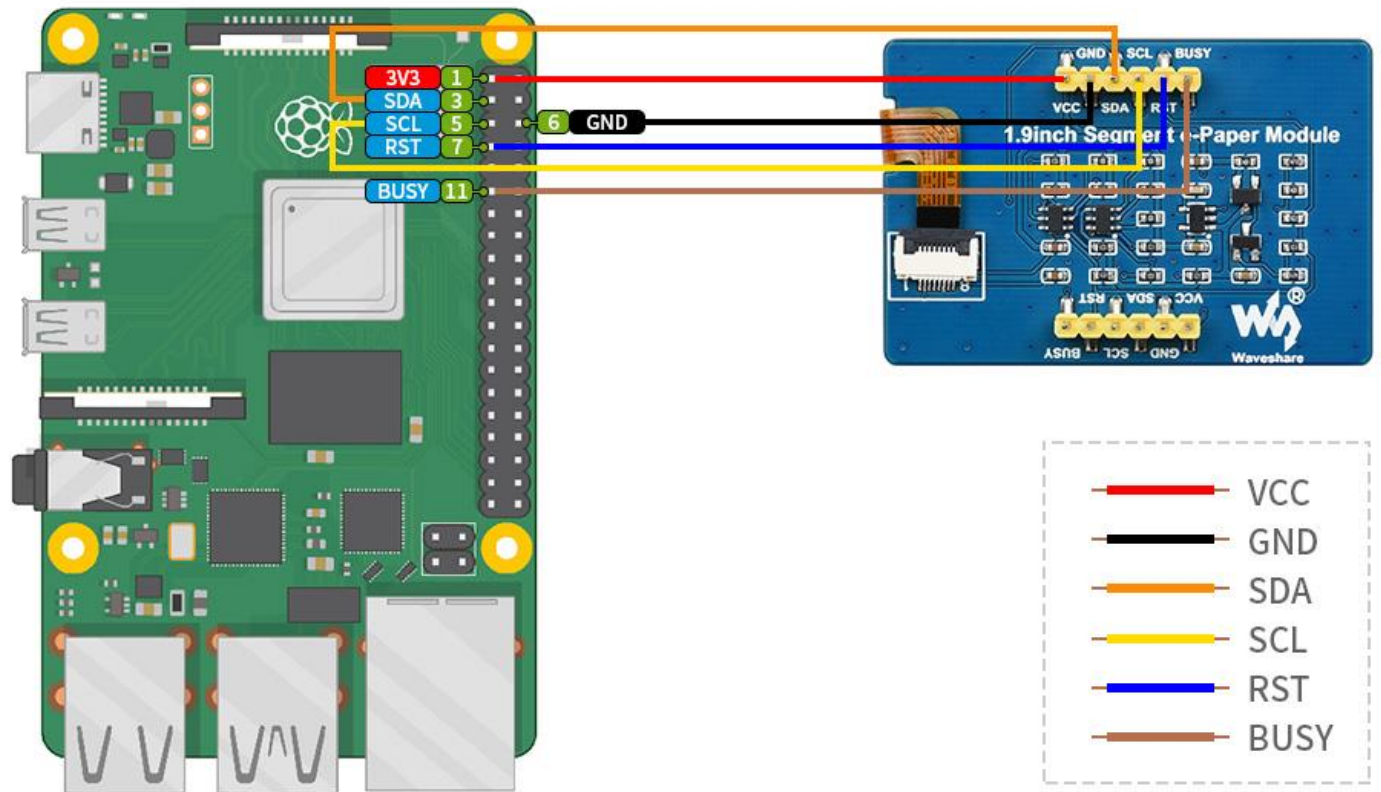 3V3 1
SDA 3
SCL 5
RST 7
BUSY 11
6 GND
GND SCL BUSY
VCC SDA RST
1.9inch Segment e-Paper Module
RST SDA VCC
BUSY SCL GND
®
Waveshare
VCC
GND
SDA
SCL
RST
BUSY